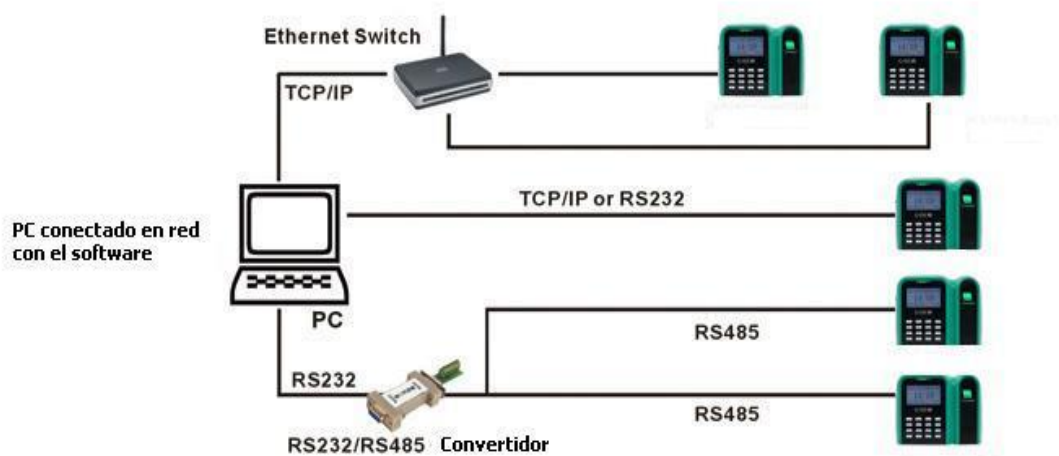 Ethernet Switch
TCP/IP
TCP/IP or RS232
PC conectado en red
con el software
PC
RS485
RS232
RS485
RS232/RS485 Convertidor